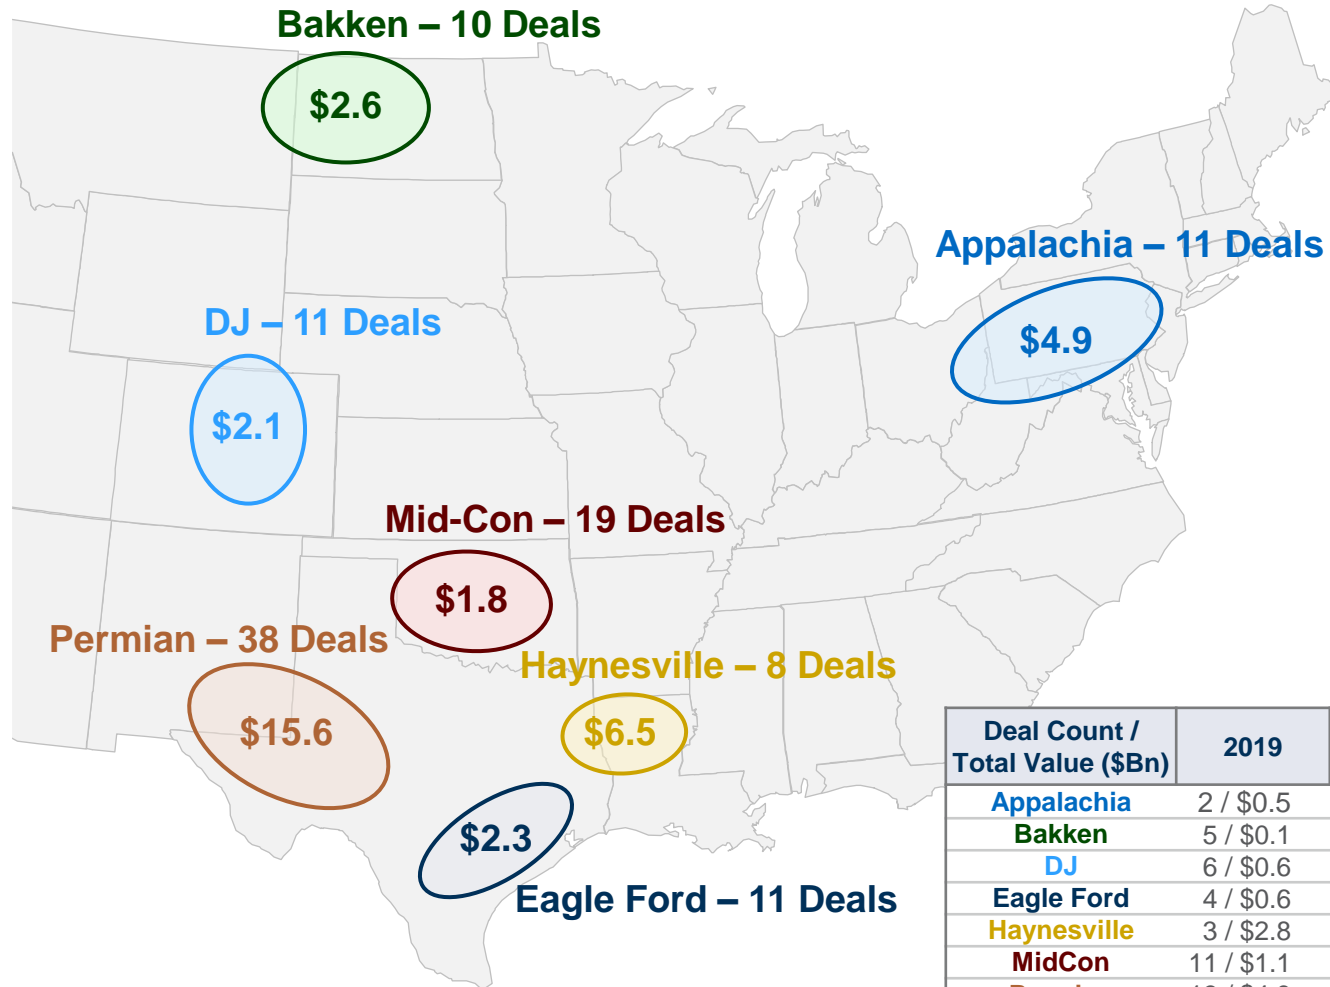 Bakken – 10 Deals
$2.6
Appalachia – 11 Deals
$4.9
DJ – 11 Deals
$2.1
Mid-Con – 19 Deals
$1.8
Permian – 38 Deals
$15.6
Haynesville – 8 Deals
$6.5
$2.3
Eagle Ford – 11 Deals
Deal Count /
Total Value ($Bn)
2019
Appalachia 2 / $0.5
Bakken 5 / $0.1
DJ 6 / $0.6
Eagle Ford 4 / $0.6
Haynesville 3 / $2.8
MidCon 11 / $1.1